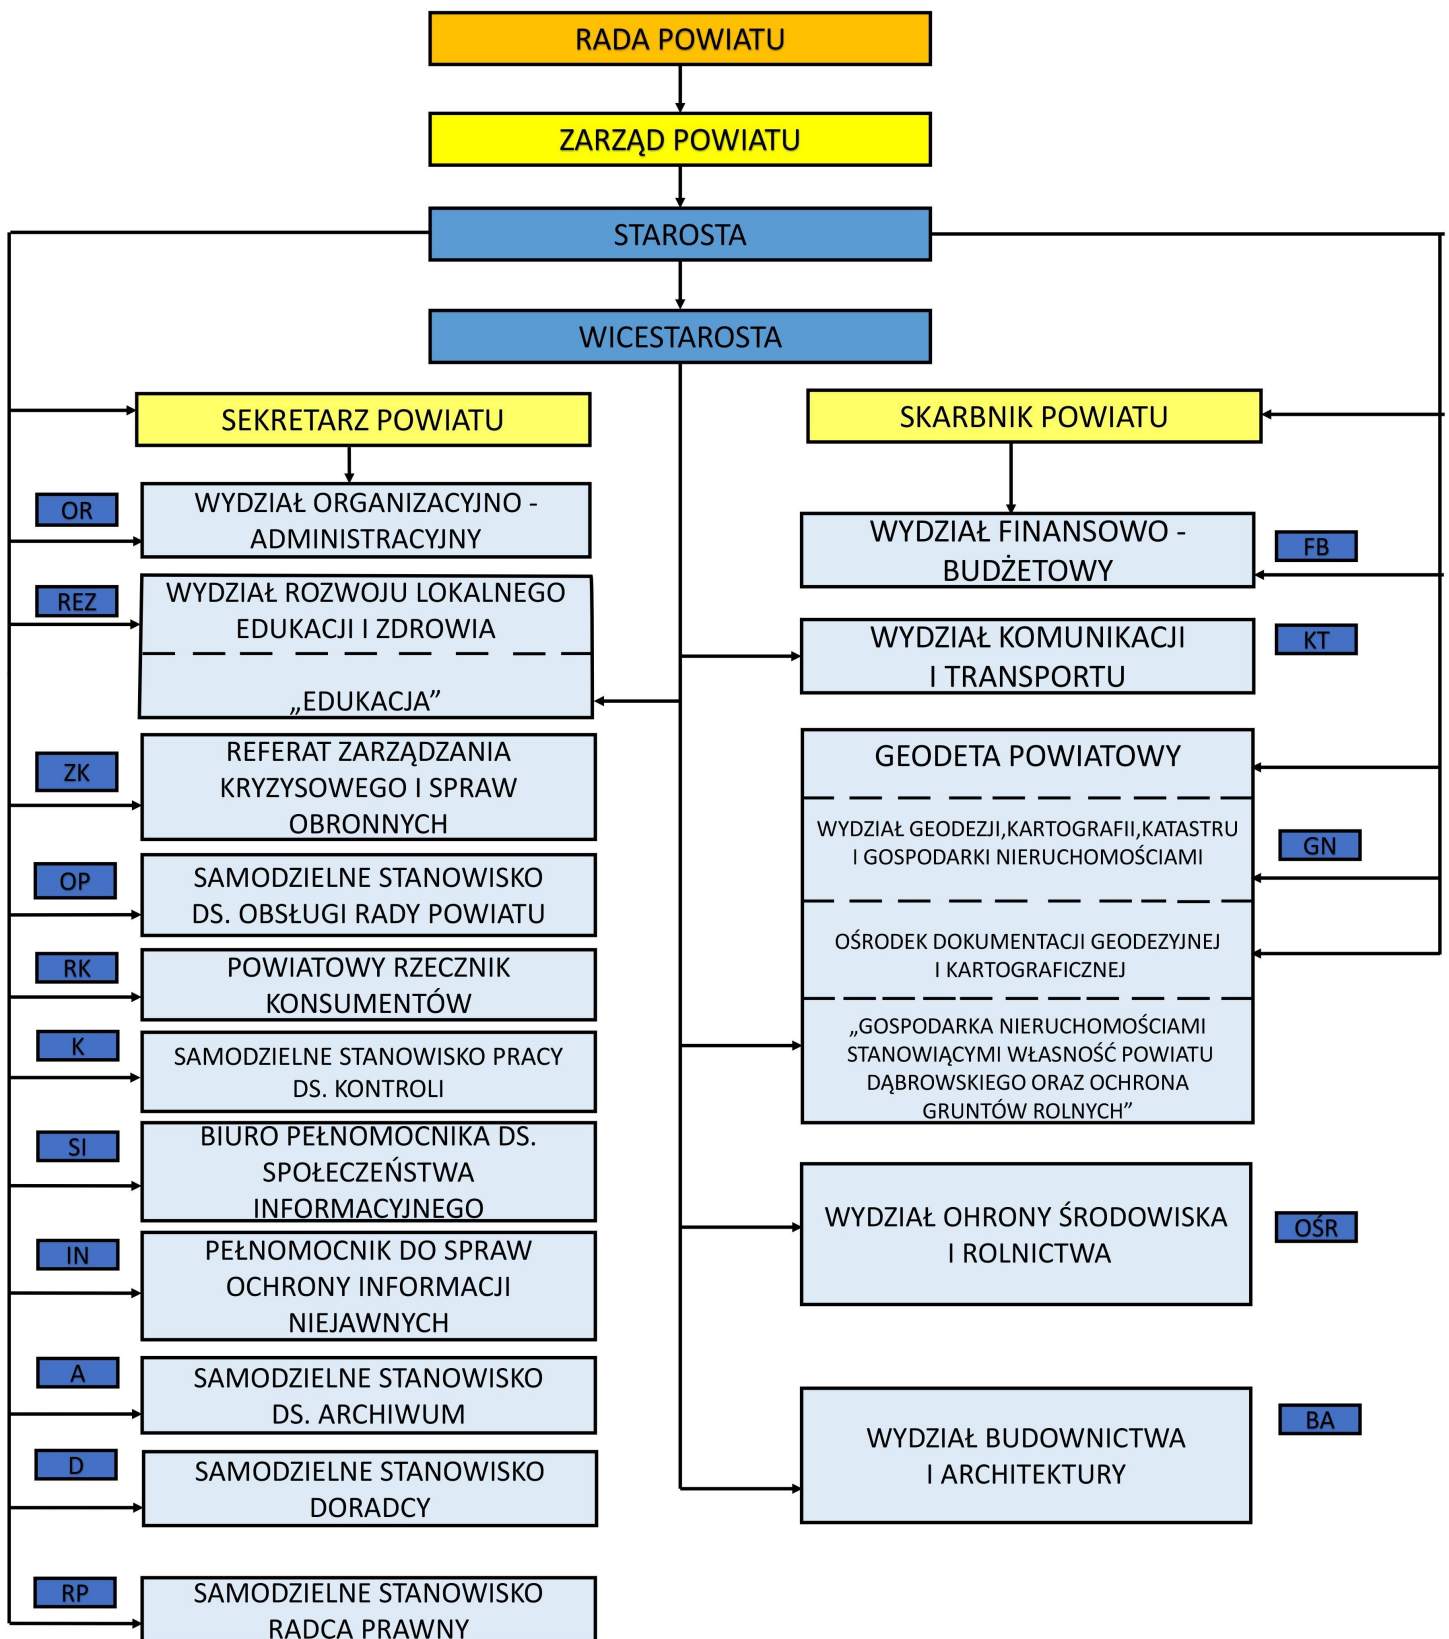 RADA POWIATU
ZARZĄD POWIATU
STAROSTA
WICESTAROSTA
SEKRETARZ POWIATU
OR
WYDZIAŁ ORGANIZACYJNO -
ADMINISTRACYJNY
REZ
WYDZIAŁ ROZWOJU LOKALNEGO
EDUKACJI I ZDROWIA
„EDUKACJA”
ZK
REFERAT ZARZĄDZANIA
KRYZYSOWEGO I SPRAW
OBRONNYCH
OP
SAMODZIELNE STANOWISKO
DS. OBSŁUGI RADY POWIATU
RK
POWIATOWY RZECZNIK
KONSUMENTÓW
K
SAMODZIELNE STANOWISKO PRACY
DS. KONTROLI
SI
BIURO PEŁNOMOCNIKA DS.
SPOŁECZEŃSTWA
INFORMACYJNEGO
IN
PEŁNOMOCNIK DO SPRAW
OCHRONY INFORMACJI
NIEJAWNYCH
A
SAMODZIELNE STANOWISKO
DS. ARCHIWUM
D
SAMODZIELNE STANOWISKO
DORADCY
RP
SAMODZIELNE STANOWISKO
RADCA PRAWNY
SKARBNIK POWIATU
WYDZIAŁ FINANSOWO -
BUDŻETOWY
FB
WYDZIAŁ KOMUNIKACJI
I TRANSPORTU
KT
GEODETA POWIATOWY
WYDZIAŁ GEODEZJI,KARTOGRAFII,KATASTRU
I GOSPODARKI NIERUCHOMOŚCIAMI
GN
OŚRODEK DOKUMENTACJI GEODEZYJNEJ
I KARTOGRAFICZNEJ
„GOSPODARKA NIERUCHOMOŚCIAMI
STANOWIĄCYMI WŁASNOŚĆ POWIATU
DĄBROWSKIEGO ORAZ OCHRONA
GRUNTÓW ROLNYCH”
WYDZIAŁ OHRONY ŚRODOWISKA
I ROLNICTWA
OŚR
WYDZIAŁ BUDOWNICTWA
I ARCHITEKTURY
BA